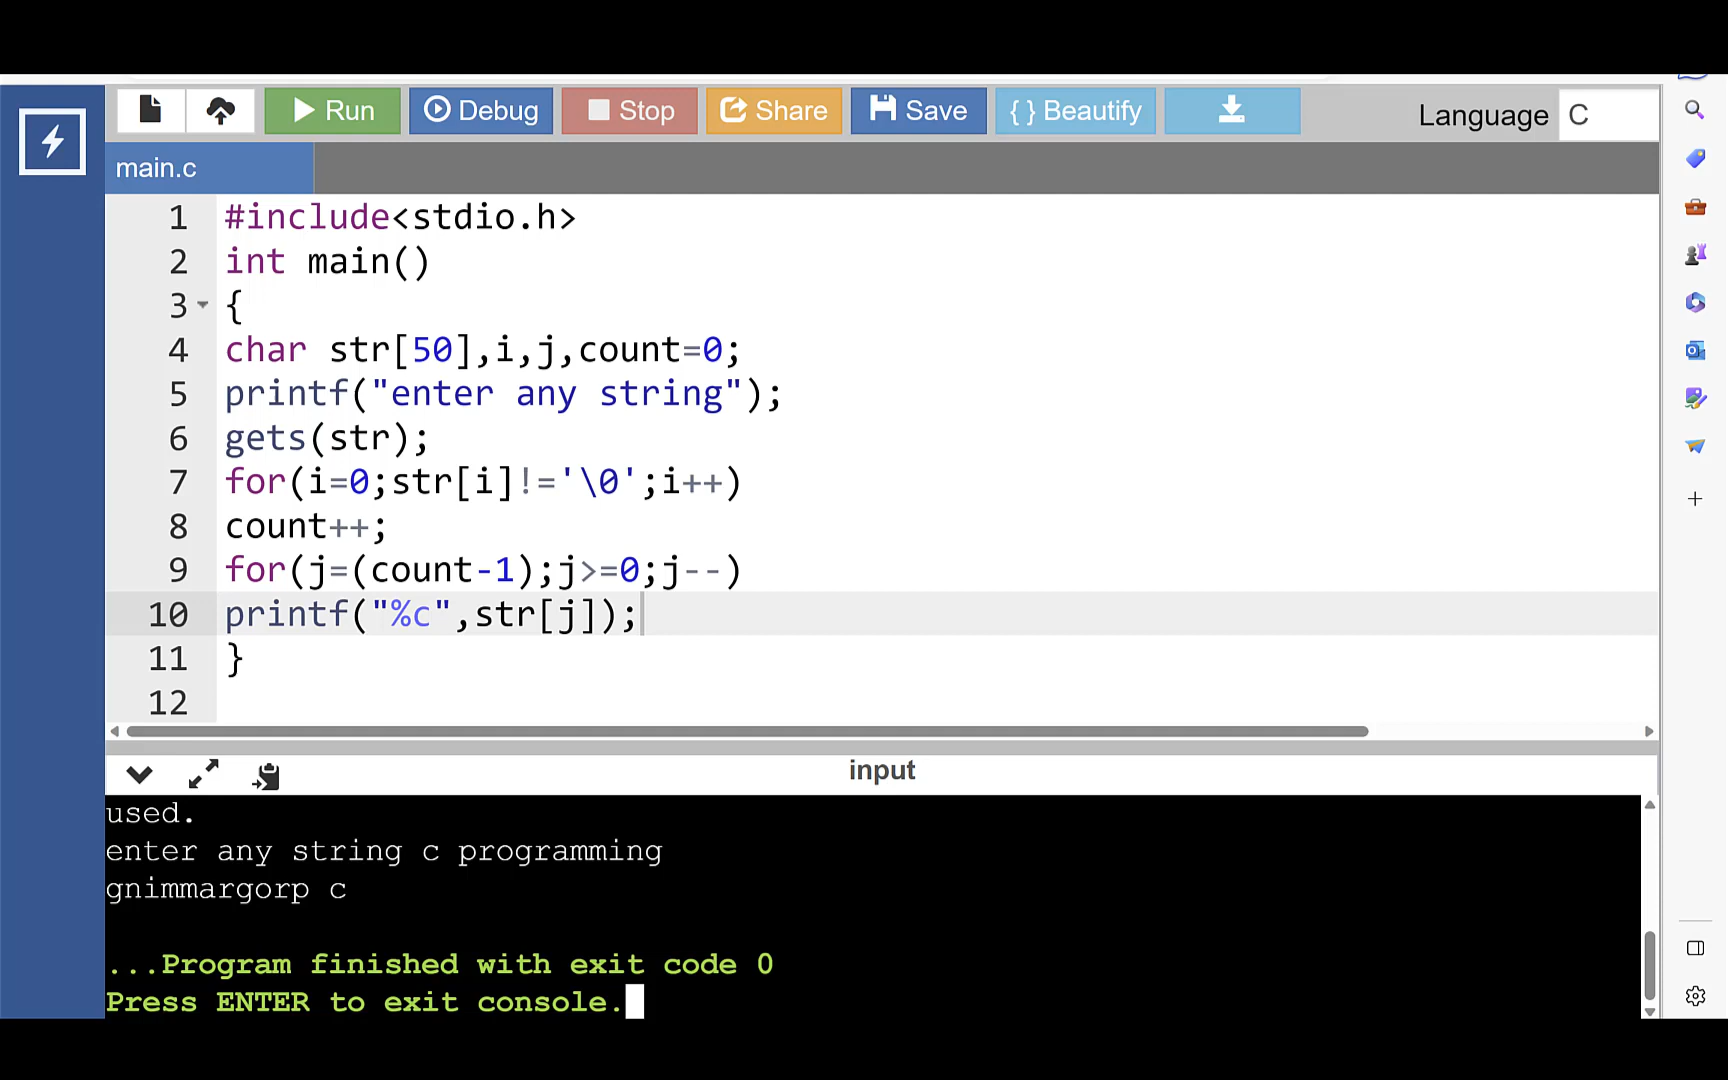 Run Debug Stop Share Save { } Beautify Language C
main.c
1 #include<stdio.h>
2 int main()
3 {
4 char str[50],i,j,count=0;
5 printf("enter any string");
6 gets(str);
7 for(i=0;str[i]!='\0';i++)
8 count++;
9 for(j=(count-1);j>=0;j--)
10 printf("%c",str[j]);
11 }
12
input
used.
enter any string c programming
gnimmargorp c
...Program finished with exit code 0
Press ENTER to exit console.